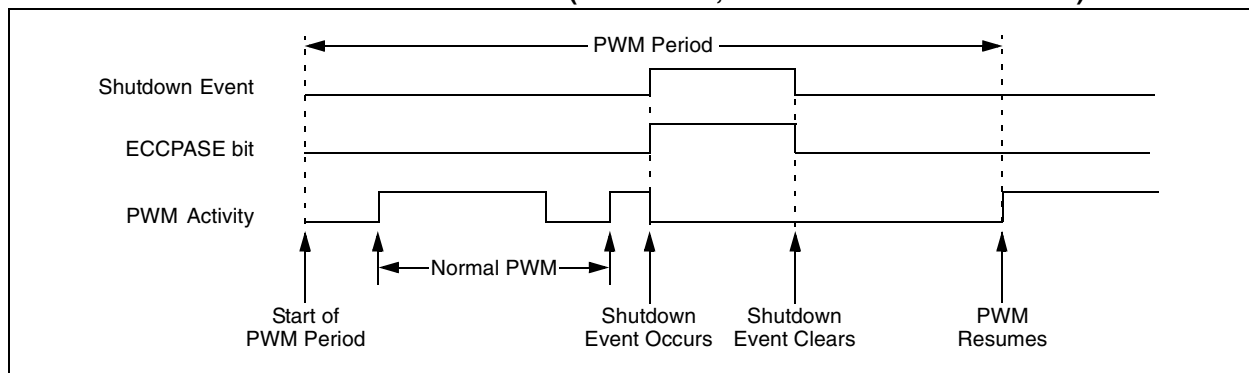 PWM Period
Shutdown Event
ECCPASE bit
PWM Activity
Normal PWM
Start of
PWM Period
Shutdown
Event Occurs
Shutdown
Event Clears
PWM
Resumes